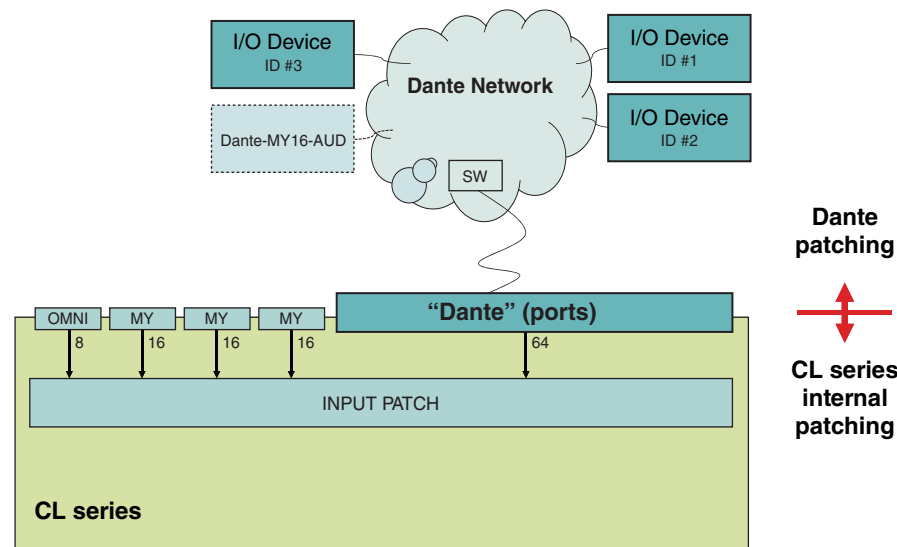 I/O Device
ID #3
I/O Device
ID #1
Dante Network
Dante-MY16-AUD
I/O Device
ID #2
SW
Dante
patching
“Dante” (ports)
OMNI
MY
MY
MY
8
16
16
16
64
CL series
internal
patching
INPUT PATCH
CL series